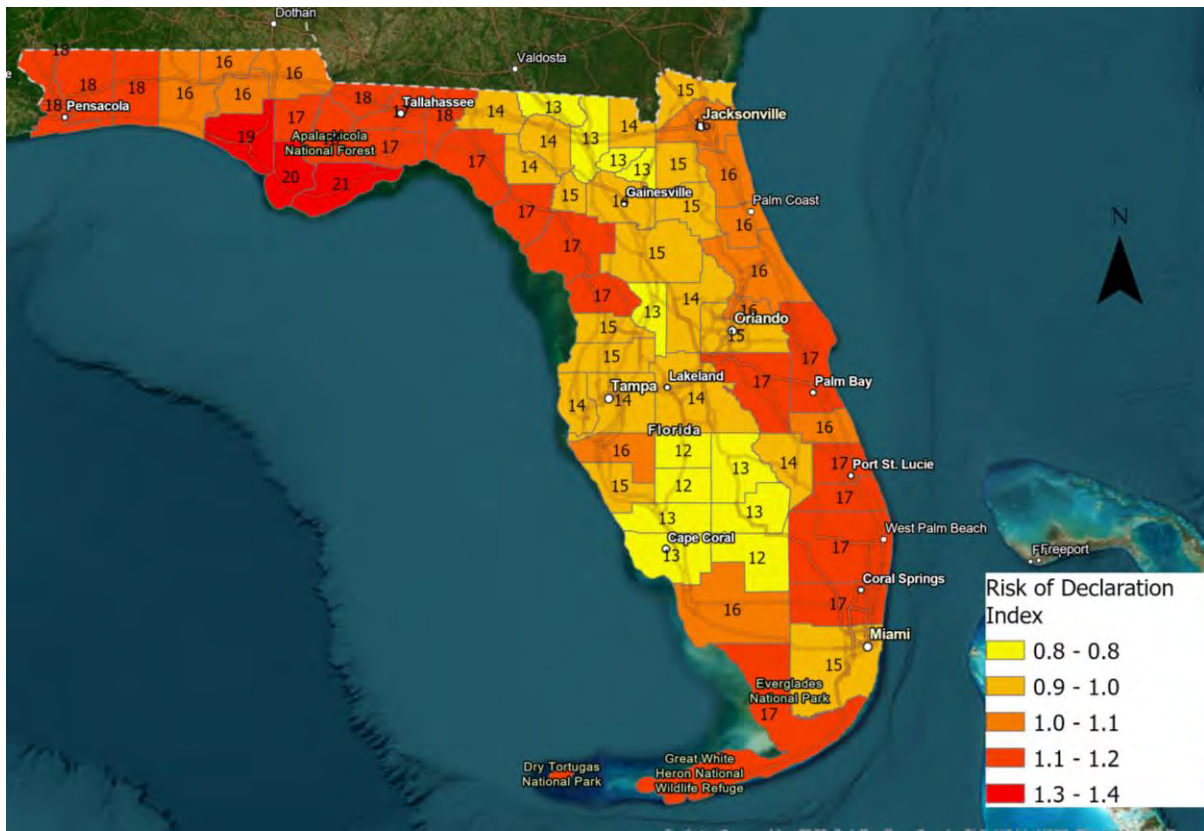 Dothan
Valdosta
18
18
18
18
18
16
16
16
16
Pensacola
19
17
18
Tallahassee
18
Apalachicola
National Forest
17
20
21
14
13
13
14
15
14
14
13
13
15
Jacksonville
17
15
Gainesville
15
16
Palm Coast
16
N
17
17
15
16
17
13
14
16
Orlando
15
15
15
17
17
Palm Bay
Lakeland
Tampa
14
14
14
16
Florida
16
12
13
14
17
Port St. Lucie
15
12
13
17
13
Cape Coral
13
12
17
West Palm Beach
Coral Springs
17
16
Miami
15
Everglades
National Park
17
Great White
Heron National
Wildlife Refuge
Dry Tortugas
National Park
Freeport
Risk of Declaration
Index
0.8 - 0.8
0.9 - 1.0
1.0 - 1.1
1.1 - 1.2
1.3 - 1.4